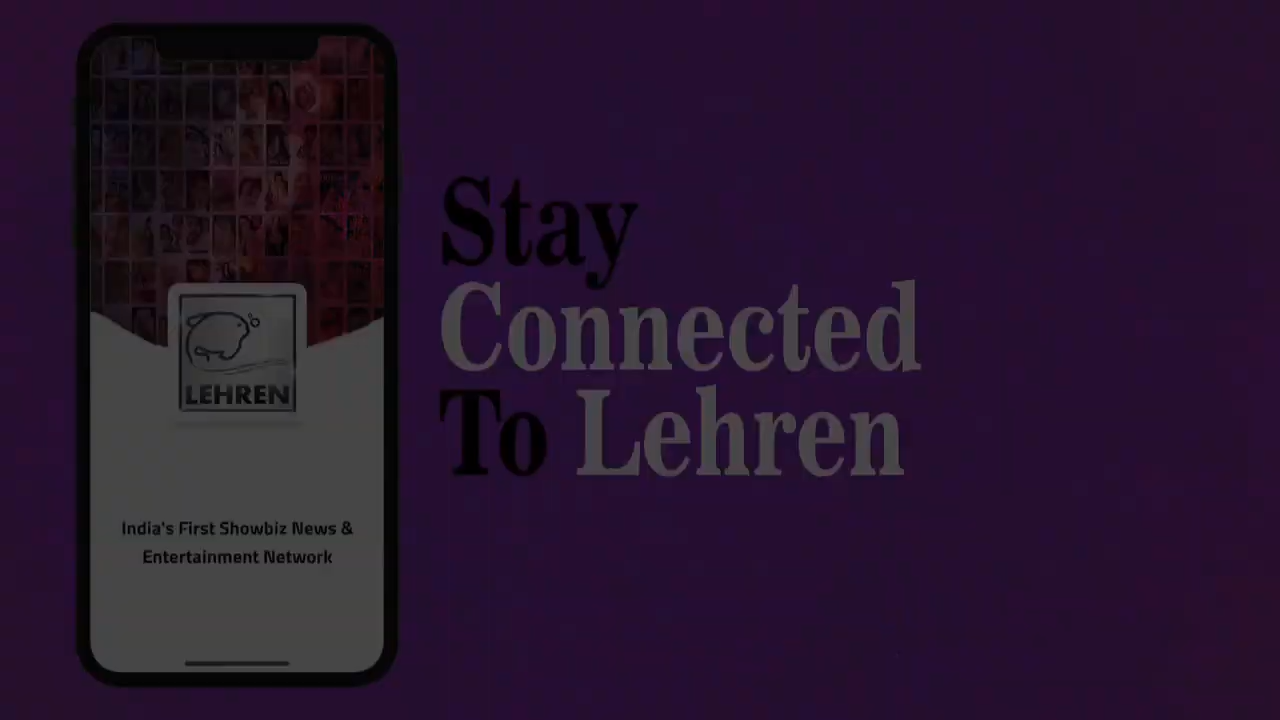 LEHREN
India's First Showbiz News &
Entertainment Network
Stay
Connected
To Lehren